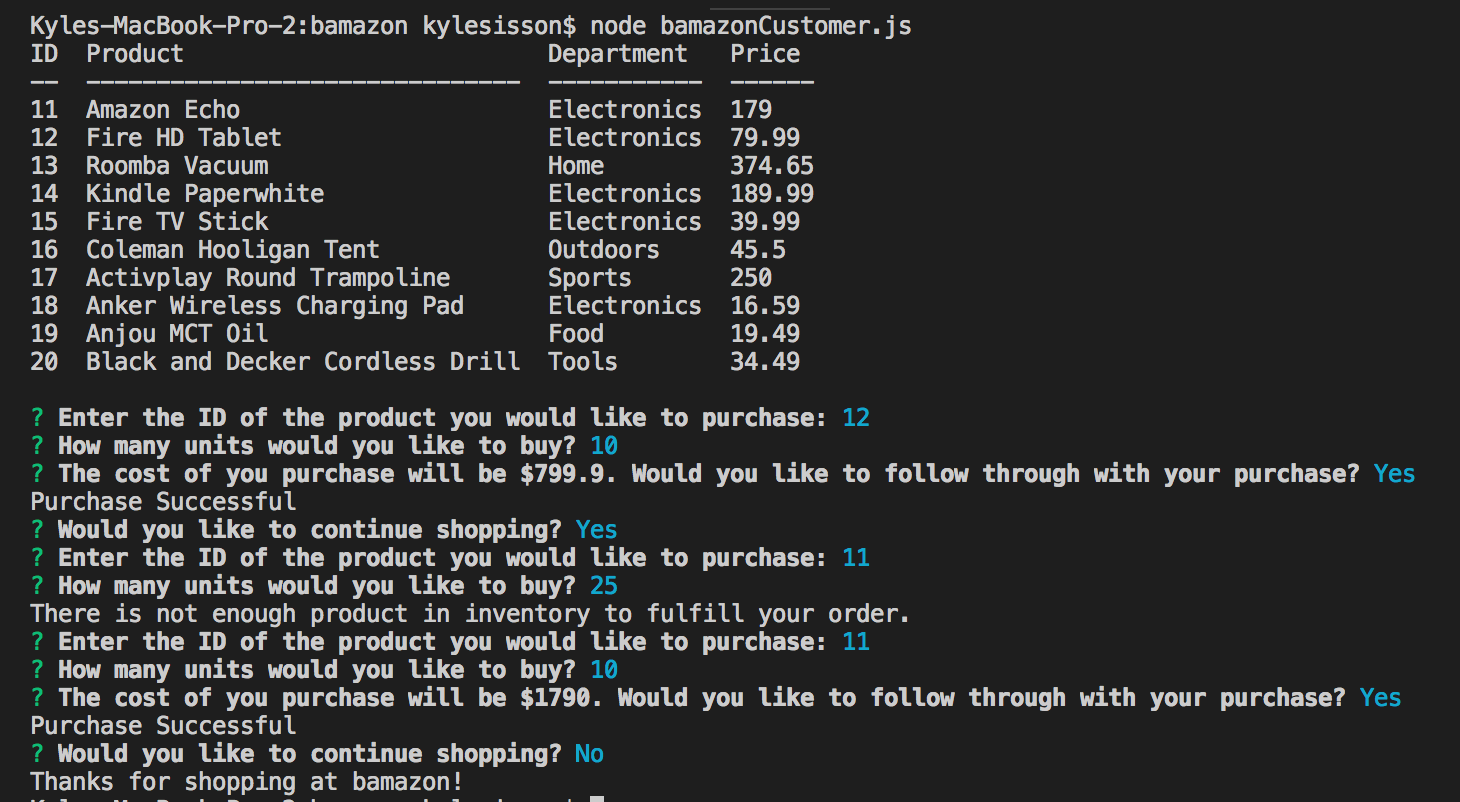 Kyles-MacBook-Pro-2:bamazon kylesisson$ node bamazonCustomer.js
ID  Product                          Department   Price
--  -------------------------------  -----------  ------
11  Amazon Echo                      Electronics  179
12  Fire HD Tablet                   Electronics  79.99
13  Roomba Vacuum                    Home         374.65
14  Kindle Paperwhite                Electronics  189.99
15  Fire TV Stick                    Electronics  39.99
16  Coleman Hooligan Tent            Outdoors     45.5
17  Activplay Round Trampoline       Sports       250
18  Anker Wireless Charging Pad      Electronics  16.59
19  Anjou MCT Oil                    Food         19.49
20  Black and Decker Cordless Drill  Tools        34.49
? Enter the ID of the product you would like to purchase: 12
? How many units would you like to buy? 10
? The cost of you purchase will be $799.9. Would you like to follow through with your purchase? Yes
Purchase Successful
? Would you like to continue shopping? Yes
? Enter the ID of the product you would like to purchase: 11
? How many units would you like to buy? 25
There is not enough product in inventory to fulfill your order.
? Enter the ID of the product you would like to purchase: 11
? How many units would you like to buy? 10
? The cost of you purchase will be $1790. Would you like to follow through with your purchase? Yes
Purchase Successful
? Would you like to continue shopping? No
Thanks for shopping at bamazon!